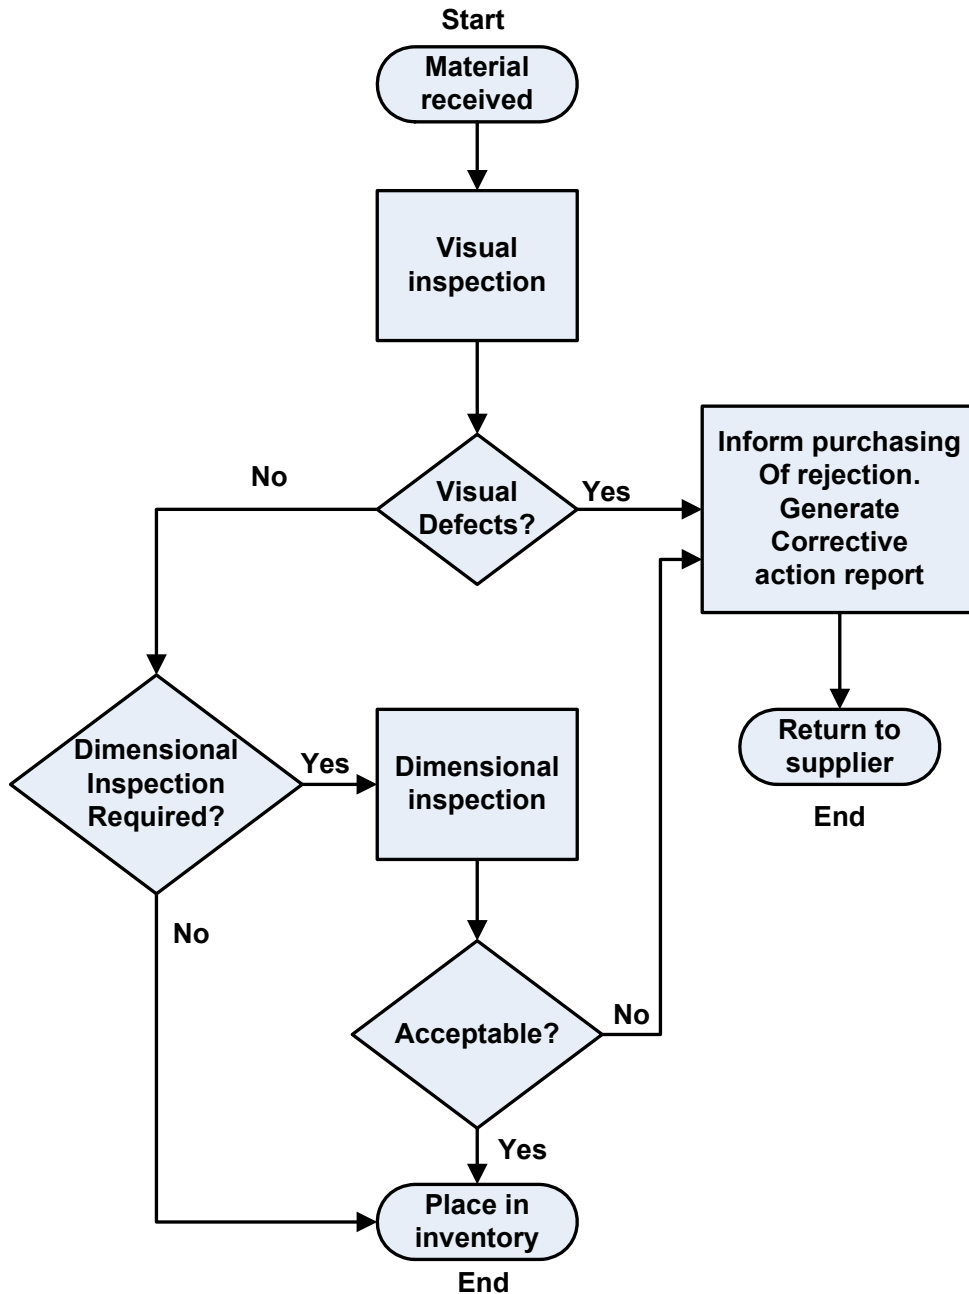 Start
Material
received
Visual
inspection
Visual
Defects?
No
Yes
Inform purchasing
Of rejection.
Generate
Corrective
action report
Return to
supplier
End
Dimensional
Inspection
Required?
Yes
No
Dimensional
inspection
Acceptable?
No
Yes
Place in
inventory
End